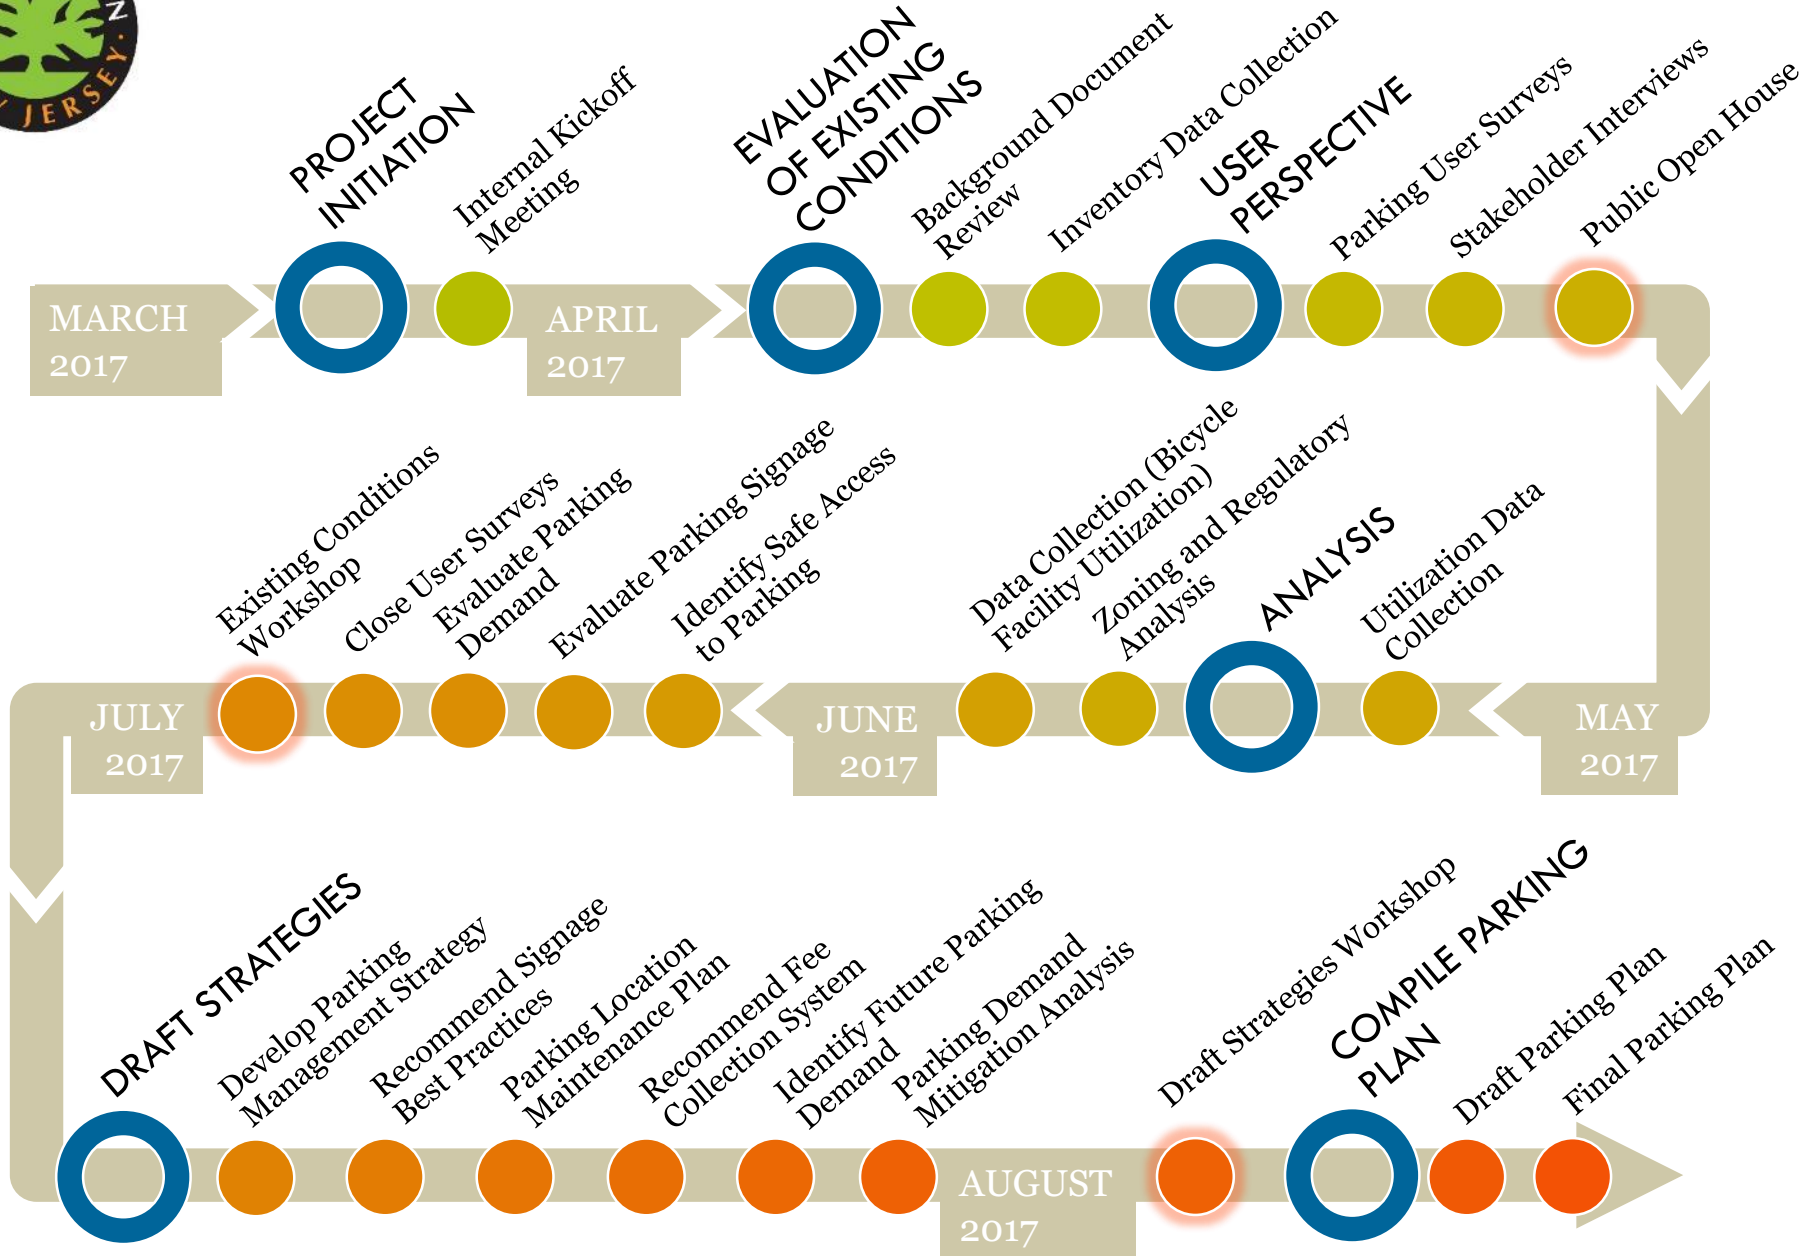 JERSEY · N
PROJECT
INITIATION
Internal Kickoff
Meeting
EVALUATION
OF EXISTING
CONDITIONS
Background Document
Review
Inventory Data Collection
USER
PERSPECTIVE
Parking User Surveys
Stakeholder Interviews
Public Open House
MARCH
2017
APRIL
2017
Existing Conditions
Workshop
Close User Surveys
Evaluate Parking
Demand
Evaluate Parking Signage
Identify Safe Access
to Parking
Data Collection (Bicycle
Facility Utilization)
Zoning and Regulatory
Analysis
ANALYSIS
Utilization Data
Collection
JULY
2017
JUNE
2017
MAY
2017
DRAFT STRATEGIES
Develop Parking
Management Strategy
Recommend Signage
Best Practices
Parking Location
Maintenance Plan
Recommend Fee
Collection System
Identify Future Parking
Demand
Parking Demand
Mitigation Analysis
Draft Strategies Workshop
COMPILE PARKING
PLAN
Draft Parking Plan
Final Parking Plan
AUGUST
2017